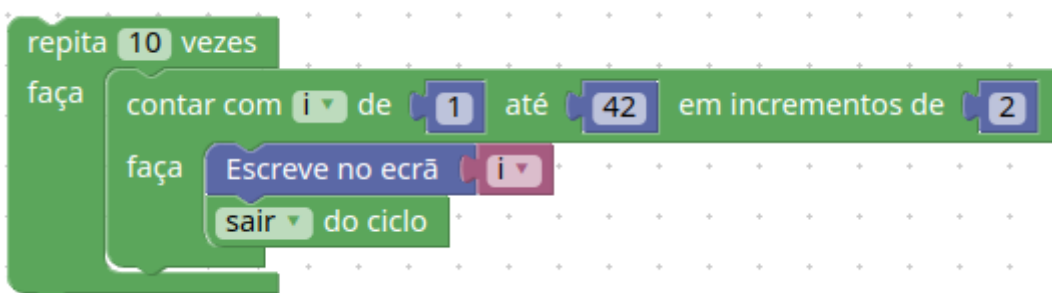 repita 10 vezes
faça contar com i de 1 até 42 em incrementos de 2
faça Escreve no ecrã i
sair do ciclo